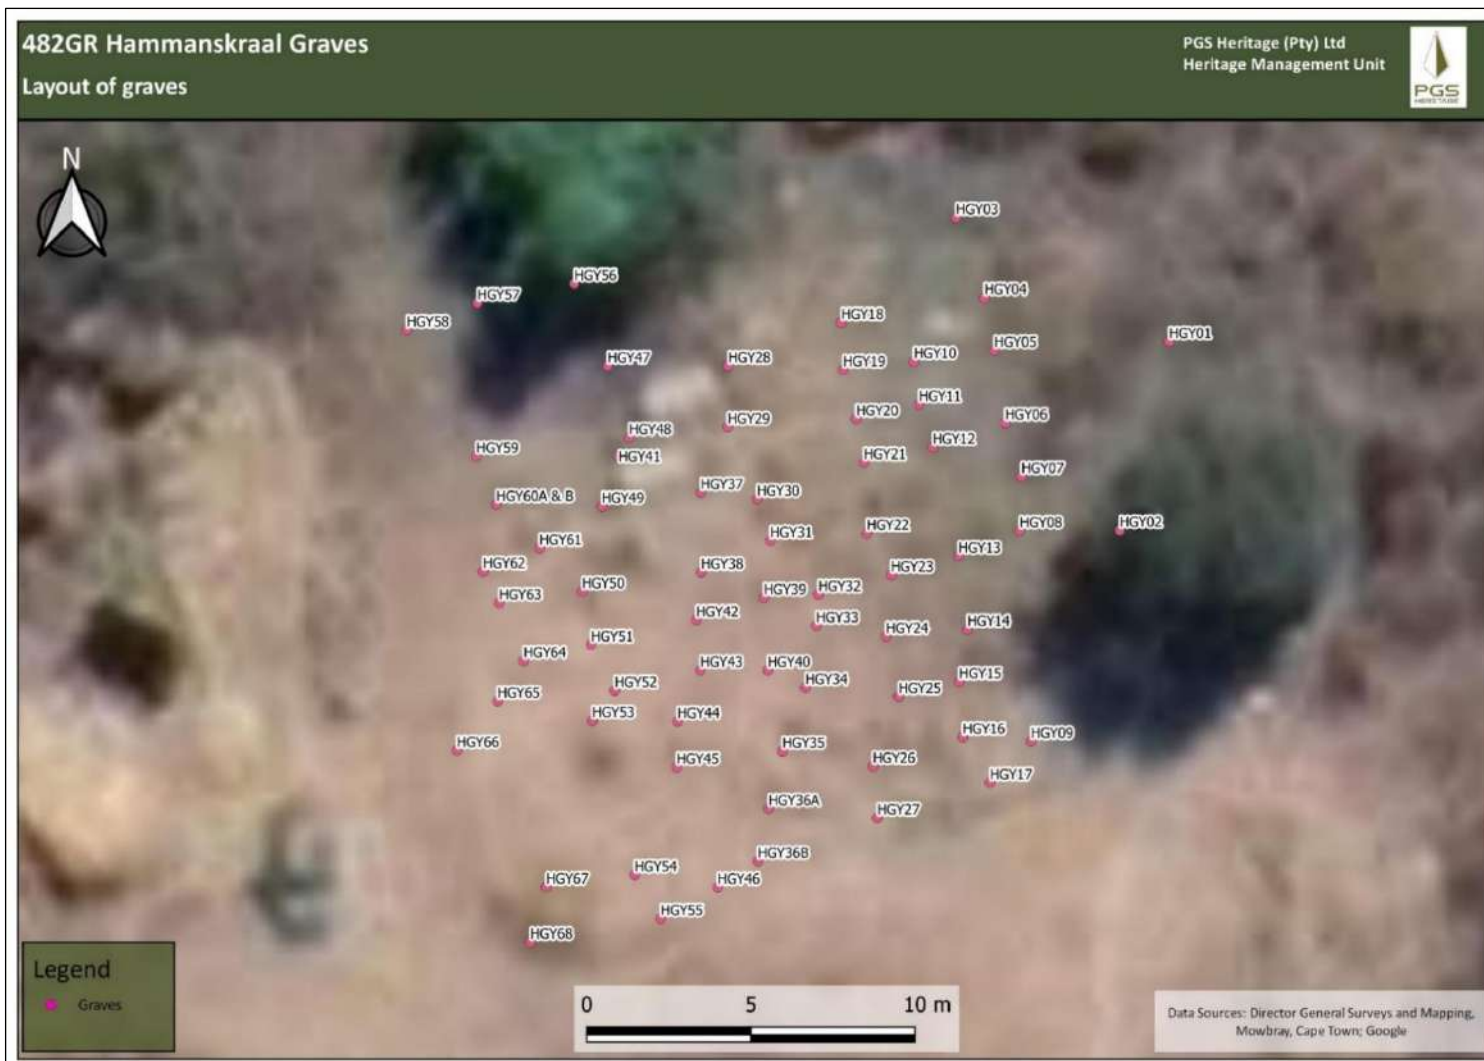 482GR Hammanskraal Graves
Layout of graves
PGS Heritage (Pty) Ltd
Heritage Management Unit
PGS
HERITAGE
N
HGY03
HGY56
HGY57
HGY04
HGY58
HGY18
HGY01
HGY05
HGY47
HGY28
HGY19
HGY10
HGY11
HGY20
HGY06
HGY29
HGY48
HGY12
HGY59
HGY41
HGY21
HGY07
HGY37
HGY30
HGY60A & B
HGY49
HGY08
HGY02
HGY22
HGY31
HGY61
HGY13
HGY62
HGY38
HGY23
HGY50
HGY39
HGY32
HGY63
HGY42
HGY33
HGY14
HGY24
HGY51
HGY64
HGY43
HGY40
HGY34
HGY15
HGY52
HGY25
HGY65
HGY53
HGY44
HGY16
HGY09
HGY66
HGY35
HGY45
HGY26
HGY17
HGY36A
HGY27
HGY36B
HGY54
HGY67
HGY46
HGY55
HGY68
Legend
Graves
0 5 10 m
Data Sources: Director General Surveys and Mapping,
Mowbray, Cape Town; Google